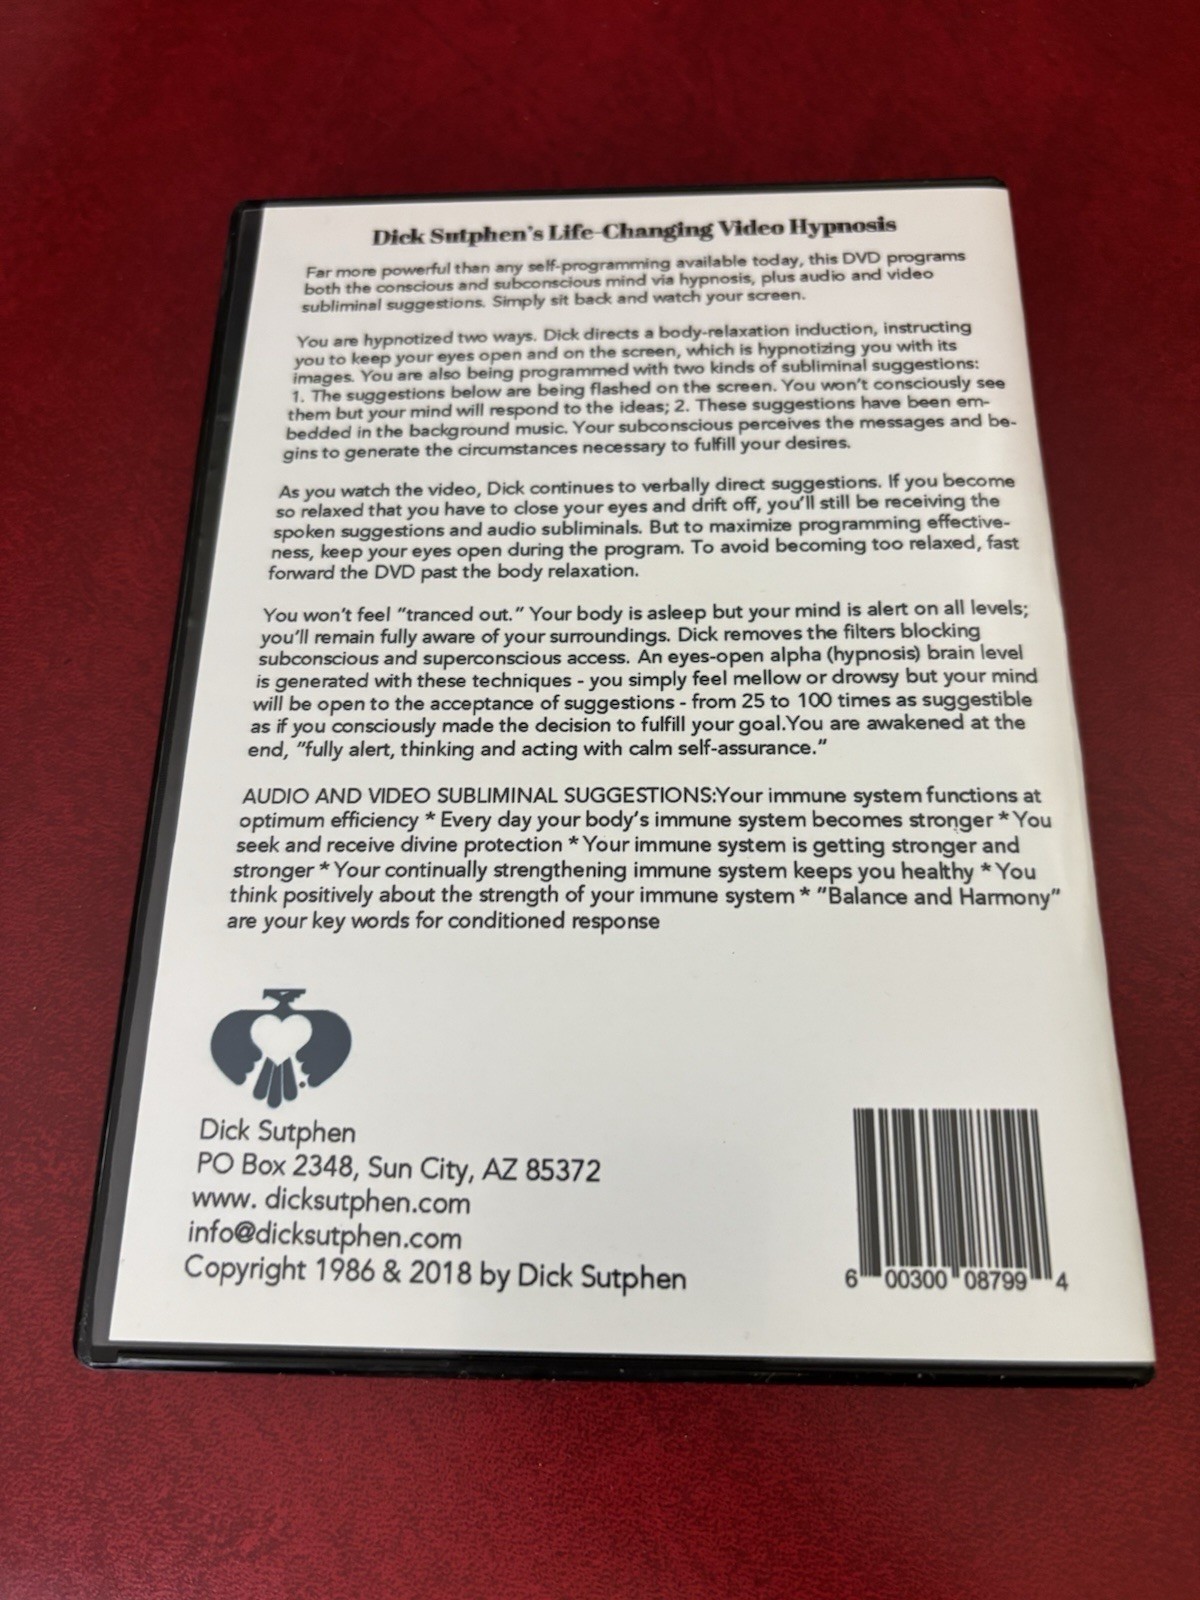 Dick Sutphen's Life-Changing Video Hypnosis
Far more powerful than any self-programming available today, this DVD programs
both the conscious and subconscious mind via hypnosis, plus audio and video
subliminal suggestions. Simply sit back and watch your screen.
You are hypnotized two ways. Dick directs a body-relaxation induction, instructing
you to keep your eyes open and on the screen, which is hypnotizing you with its
images. You are also being programmed with two kinds of subliminal suggestions:
1. The suggestions below are being flashed on the screen. You won't consciously see
them but your mind will respond to the ideas; 2. These suggestions have been em-
bedded in the background music. Your subconscious perceives the messages and be-
gins to generate the circumstances necessary to fulfill your desires.
As you watch the video, Dick continues to verbally direct suggestions. If you become
so relaxed that you have to close your eyes and drift off, you'll still be receiving the
spoken suggestions and audio subliminals. But to maximize programming effective-
ness, keep your eyes open during the program. To avoid becoming too relaxed, fast
forward the DVD past the body relaxation.
You won't feel "tranced out." Your body is asleep but your mind is alert on all levels;
you'll remain fully aware of your surroundings. Dick removes the filters blocking
subconscious and superconscious access. An eyes-open alpha (hypnosis) brain level
is generated with these techniques - you simply feel mellow or drowsy but your mind
will be open to the acceptance of suggestions - from 25 to 100 times as suggestible
as if you consciously made the decision to fulfill your goal.You are awakened at the
end, "fully alert, thinking and acting with calm self-assurance."
AUDIO AND VIDEO SUBLIMINAL SUGGESTIONS:Your immune system functions at
optimum efficiency * Every day your body's immune system becomes stronger * You
seek and receive divine protection * Your immune system is getting stronger and
stronger * Your continually strengthening immune system keeps you healthy * You
think positively about the strength of your immune system * "Balance and Harmony"
are your key words for conditioned response
Dick Sutphen
PO Box 2348, Sun City, AZ 85372
www. dicksutphen.com
info@dicksutphen.com
Copyright 1986 & 2018 by Dick Sutphen
6 00300 08799 4